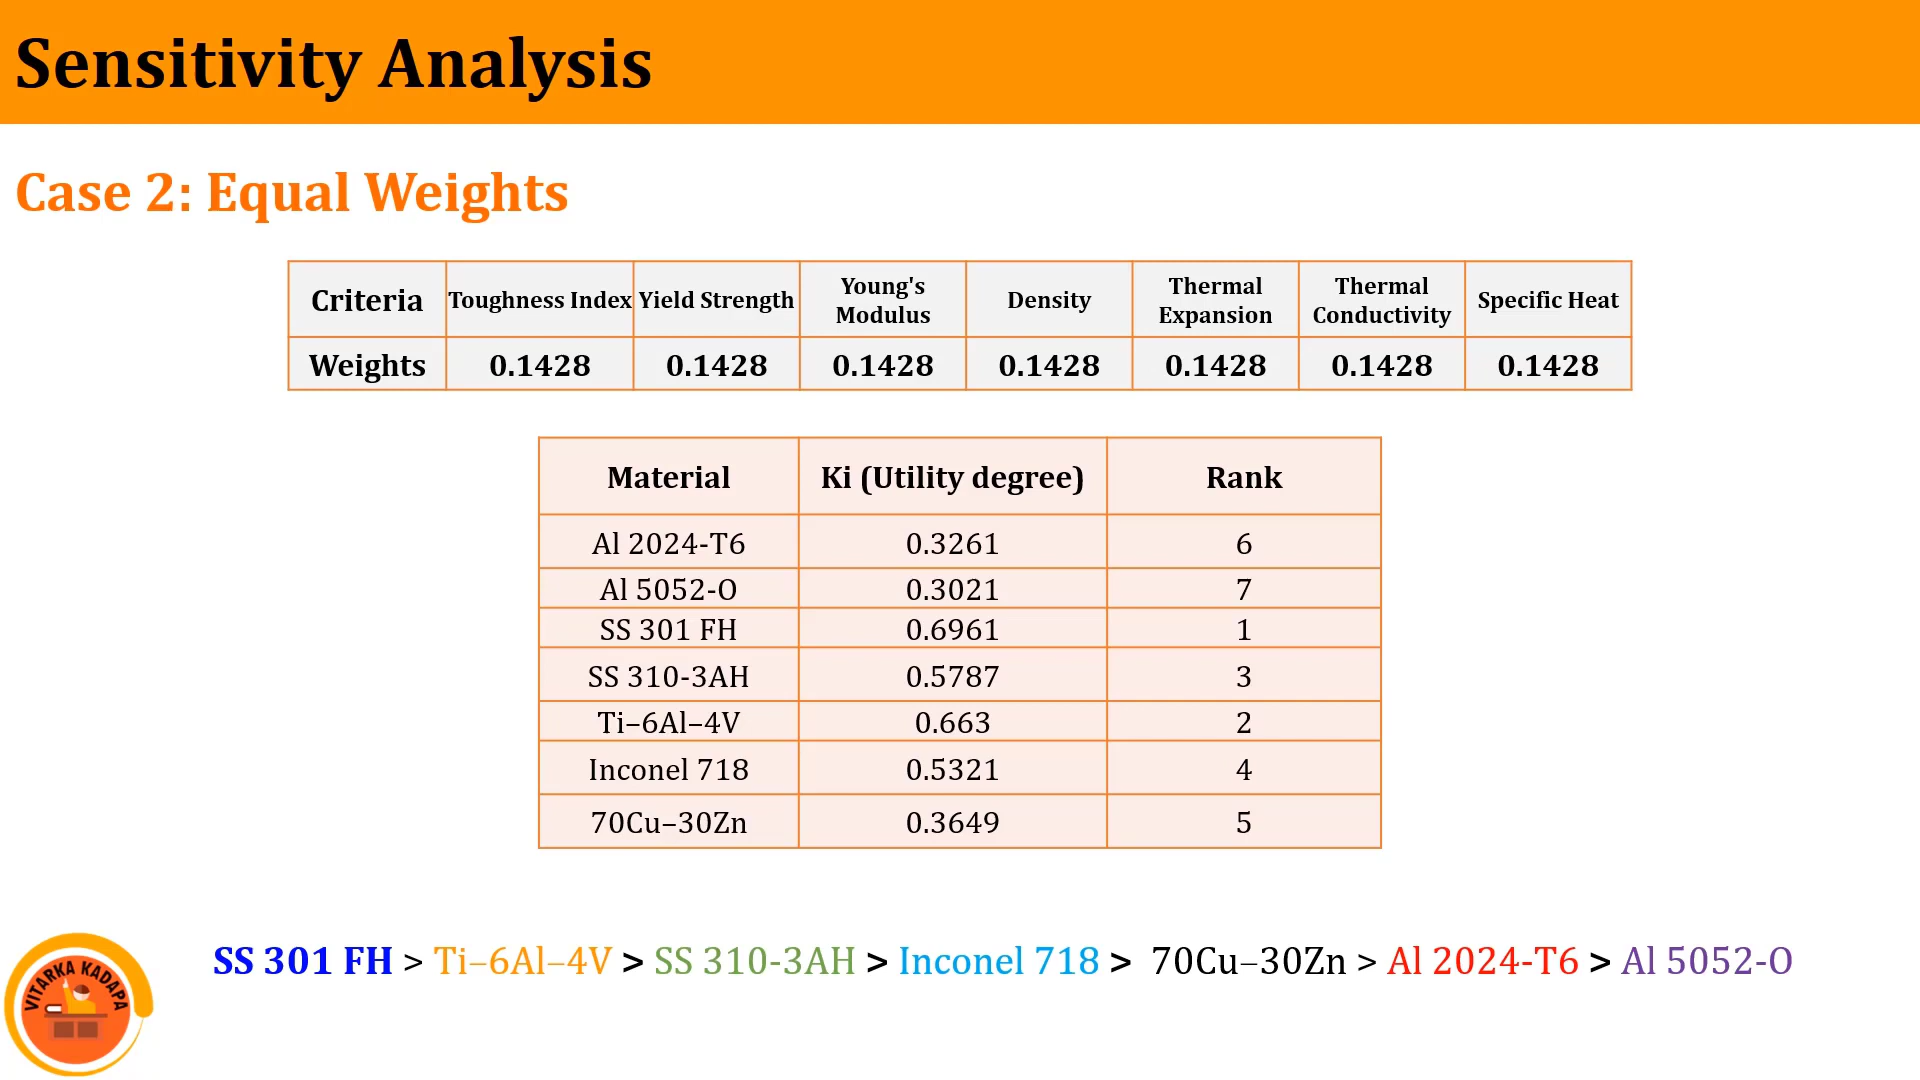 Sensitivity Analysis
Case 2: Equal Weights
Criteria Toughness Index Yield Strength Young's Modulus Density Thermal Expansion Thermal Conductivity Specific Heat
Weights 0.1428 0.1428 0.1428 0.1428 0.1428 0.1428 0.1428
Material Ki (Utility degree) Rank
Al 2024-T6 0.3261 6
Al 5052-O 0.3021 7
SS 301 FH 0.6961 1
SS 310-3AH 0.5787 3
Ti–6Al–4V 0.663 2
Inconel 718 0.5321 4
70Cu–30Zn 0.3649 5
SS 301 FH > Ti–6Al–4V > SS 310-3AH > Inconel 718 > 70Cu–30Zn > Al 2024-T6 > Al 5052-O
VITARKA KADAPA